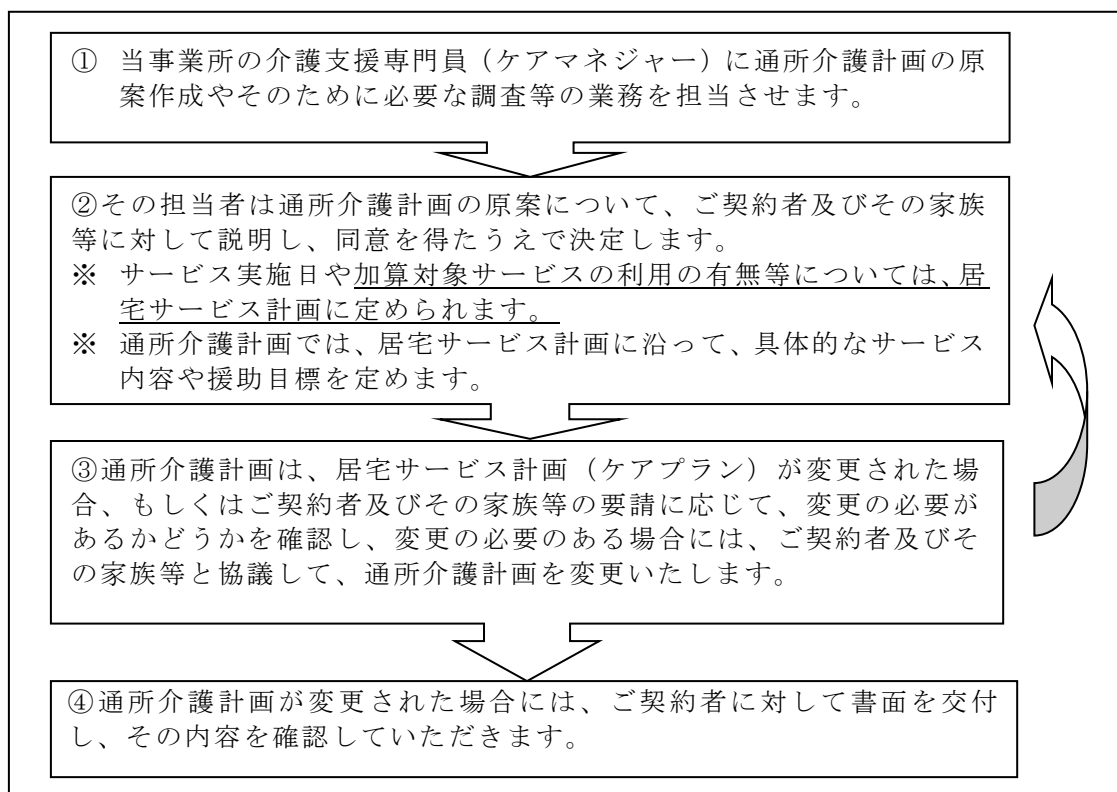 ① 当事業所の介護支援専門員（ケアマネジャー）に通所介護計画の原
案作成やそのために必要な調査等の業務を担当させます。
②その担当者は通所介護計画の原案について、ご契約者及びその家族
等に対して説明し、同意を得たうえで決定します。
※ サービス実施日や加算対象サービスの利用の有無等については、居
宅サービス計画に定められます。
※ 通所介護計画では、居宅サービス計画に沿って、具体的なサービス
内容や援助目標を定めます。
③通所介護計画は、居宅サービス計画（ケアプラン）が変更された場
合、もしくはご契約者及びその家族等の要請に応じて、変更の必要が
あるかどうかを確認し、変更の必要のある場合には、ご契約者及びそ
の家族等と協議して、通所介護計画を変更いたします。
④通所介護計画が変更された場合には、ご契約者に対して書面を交付
し、その内容を確認していただきます。